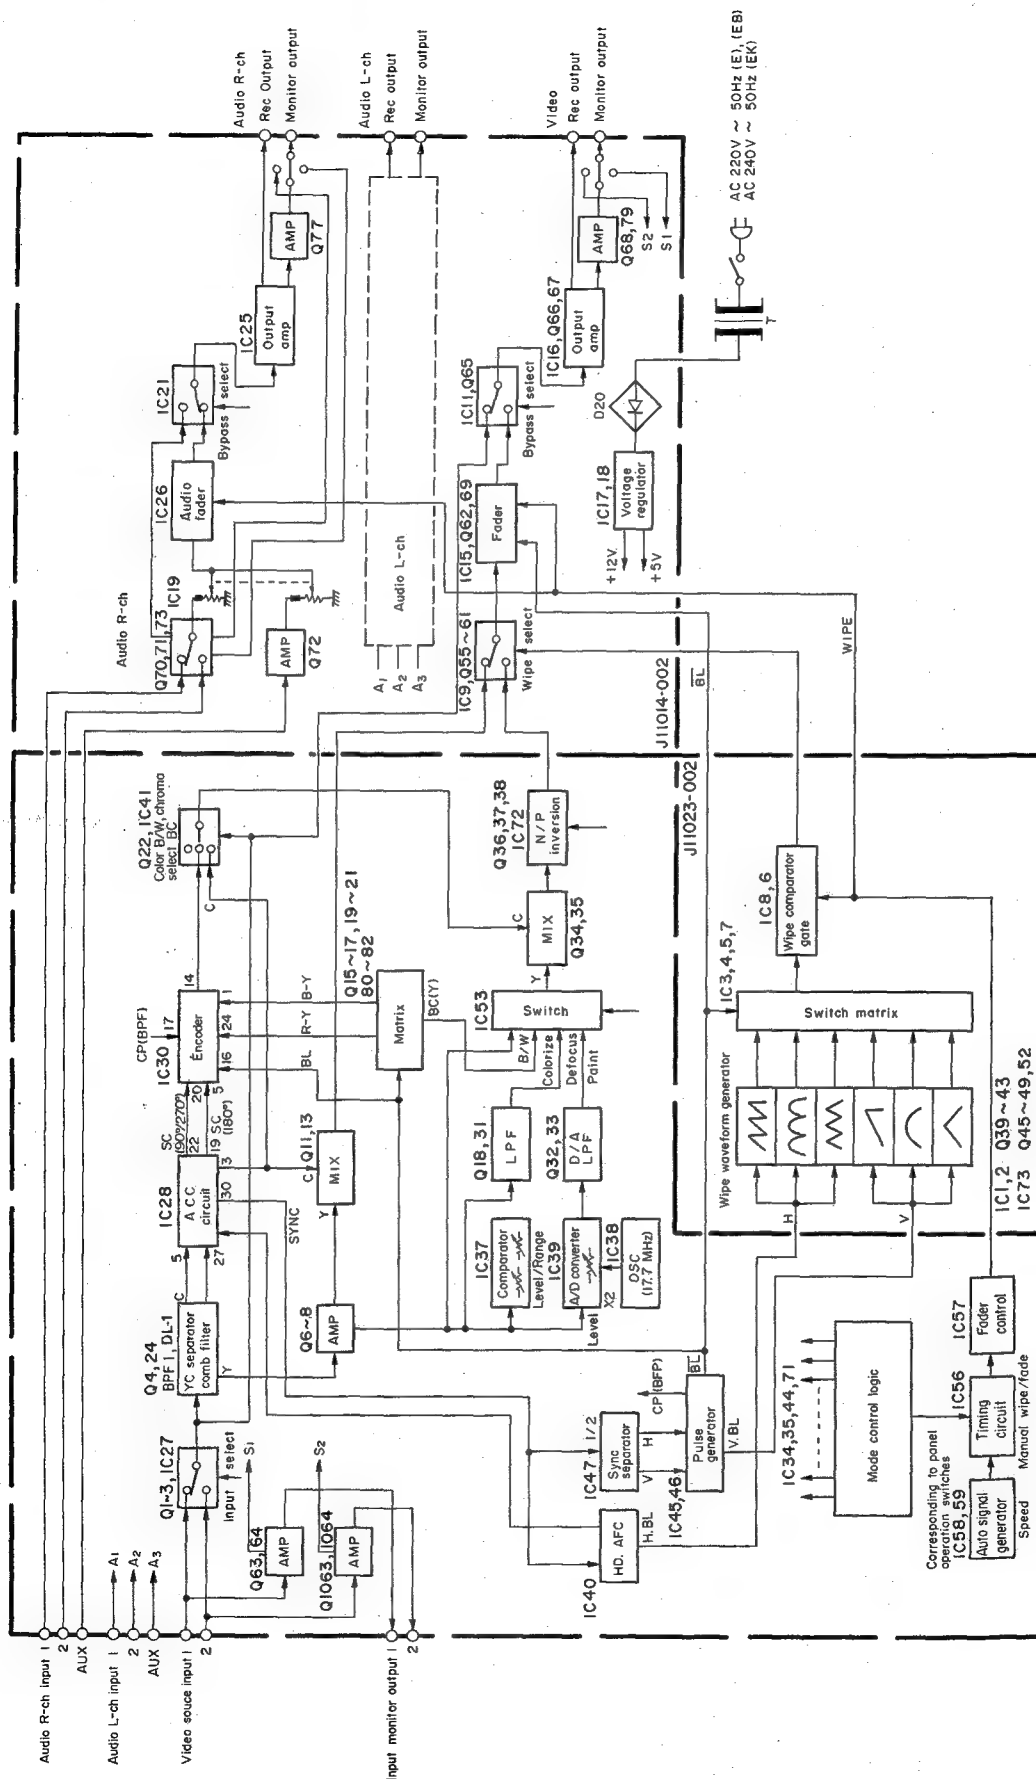 Audio R-ch input 1
2
AUX
Audio L-ch input 1
2
AUX
A1
A2
A3
Video souce input 1
2
Input monitor output 1
2
Q1~3, IC27
Input select
S1
S2
Q63, 64
AMP
Q1063, 1064
AMP
Q4, 24
BPF 1, DL-1
YC separator
comb filter
C
Y
5
27
IC28
A.C.C
circuit
SC
(90°/270°)
22
19 SC
(180°)
3
30
SYNC
20
5
CP(BPF)
17
IC30
Encoder
14
16
24
1
BL
R-Y
B-Y
Q6~8
AMP
Y
C
Q11, 13
MIX
Q15~17, 19~21
80~82
Matrix
BC(Y)
Q22, IC41
Color B/W, chroma
select BC
C
IC37
Comparator
Level/Range
IC39
A/D converter
Level
X2
IC38
OSC
(17.7 MHz)
Q18, 31
LPF
Q32, 33
D/A
LPF
B/W
Colorize
Defocus
Paint
IC53
Switch
Y
C
MIX
Q34, 35
Q36, 37, 38
IC72
N/P
inversion
IC40
HD. AFC
H.BL
IC47
1/2
Sync
separator
V
H
IC45, 46
Pulse
generator
CP (BFP)
BL
V.BL
IC34, 35, 44, 71
Mode control logic
Corresponding to panel
operation switches
IC58, 59
Auto signal
generator
Speed
IC56
Timing
circuit
Manual wipe/fade
IC57
Fader
control
Wipe waveform generator
H
V
IC1, 2 Q39~43
IC73 Q45~49, 52
IC3, 4, 5, 7
Switch matrix
IC8, 6
Wipe comparator
gate
J11023-002
J11014-002
BL
WIPE
Audio R-ch
Q70, 71, 73
IC19
AMP
Q72
IC26
Audio
fader
IC21
Bypass select
IC25
Output
amp
AMP
Q77
Audio R-ch
Rec Output
Monitor output
A1
A2
A3
Audio L-ch
Audio L-ch
Rec output
Monitor output
IC9, Q55~61
Wipe select
IC15, Q62, 69
Fader
IC11, Q65
Bypass select
IC16, Q66, 67
Output
amp
AMP
Q68, 79
S2
S1
Video
Rec output
Monitor output
IC17, 18
Voltage
regulator
+12V
+5V
D20
T
AC 220V ~ 50Hz (E), (EB)
AC 240V ~ 50Hz (EK)